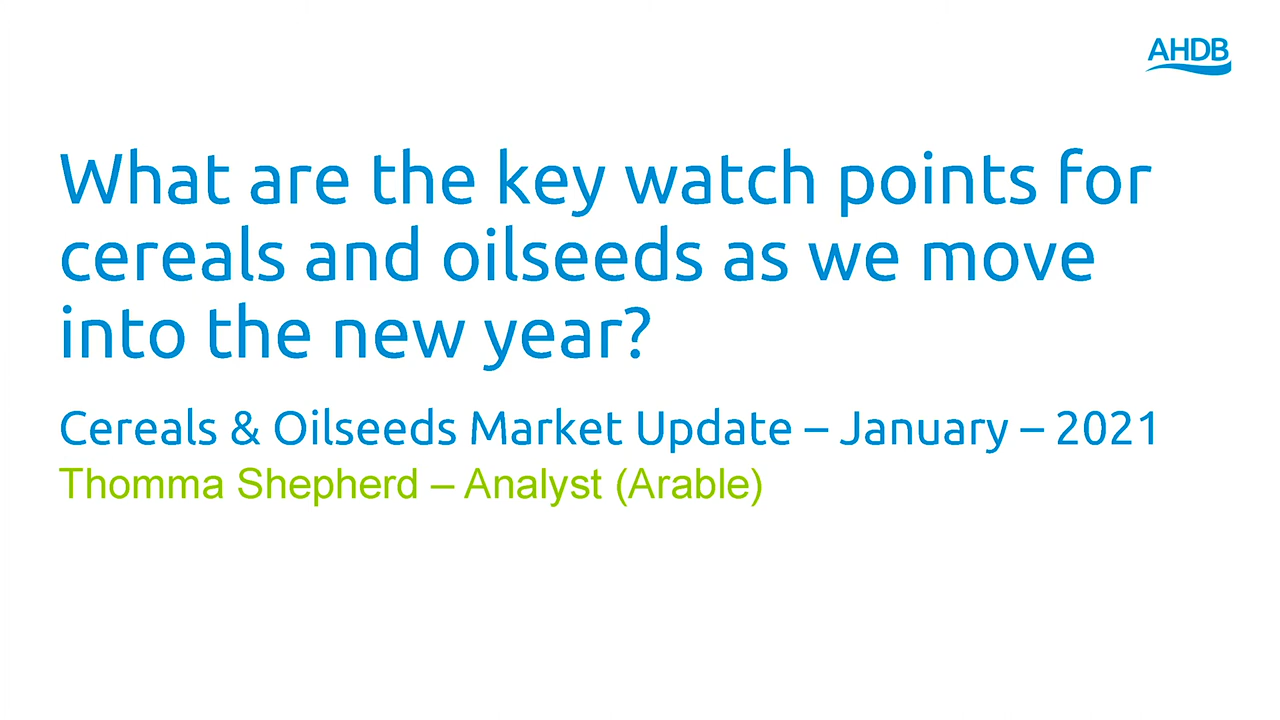 AHDB
What are the key watch points for
cereals and oilseeds as we move
into the new year?
Cereals & Oilseeds Market Update – January – 2021
Thomma Shepherd – Analyst (Arable)